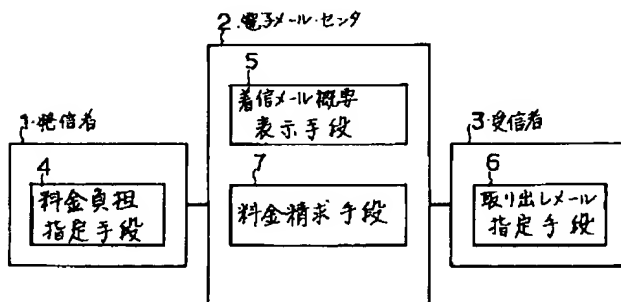 2.電子メール・センタ
5
着信メール概要
表示手段
1.発信者
4
料金負担
指定手段
7
料金請求手段
3.受信者
6
取り出しメール
指定手段